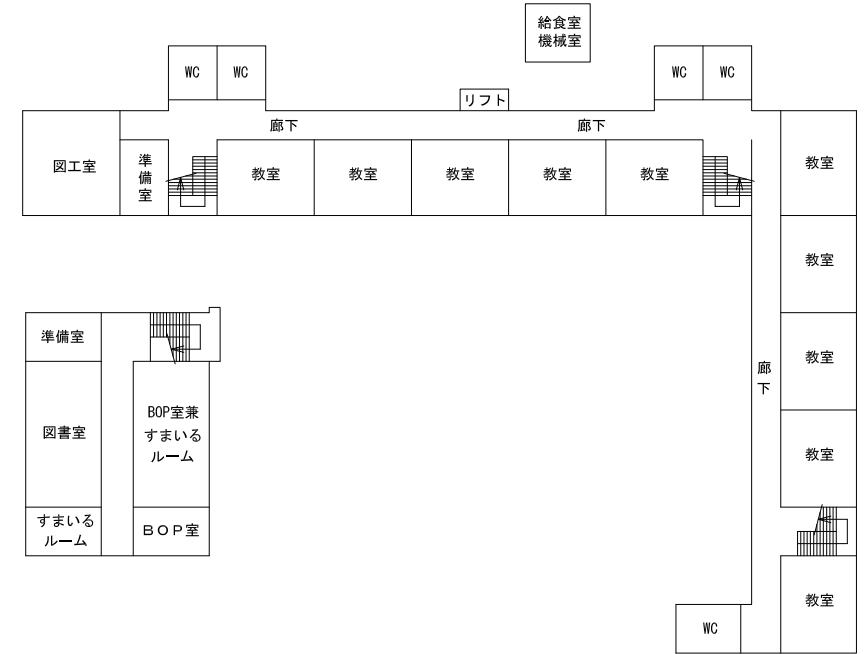 給食室
機械室
WC
WC
WC
WC
リフト
廊下
廊下
図工室
準
備
室
教室
教室
教室
教室
教室
教室
教室
教室
教室
教室
廊
下
WC
準備室
図書室
すまいる
ルーム
BOP室兼
すまいる
ルーム
BOP室